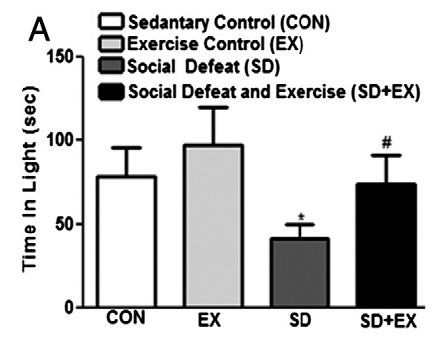 A
Sedantary Control (CON)
Exercise Control (EX)
Social Defeat (SD)
Social Defeat and Exercise (SD+EX)
Time In Light (sec)
150
100
50
0
*
#
CON EX SD SD+EX